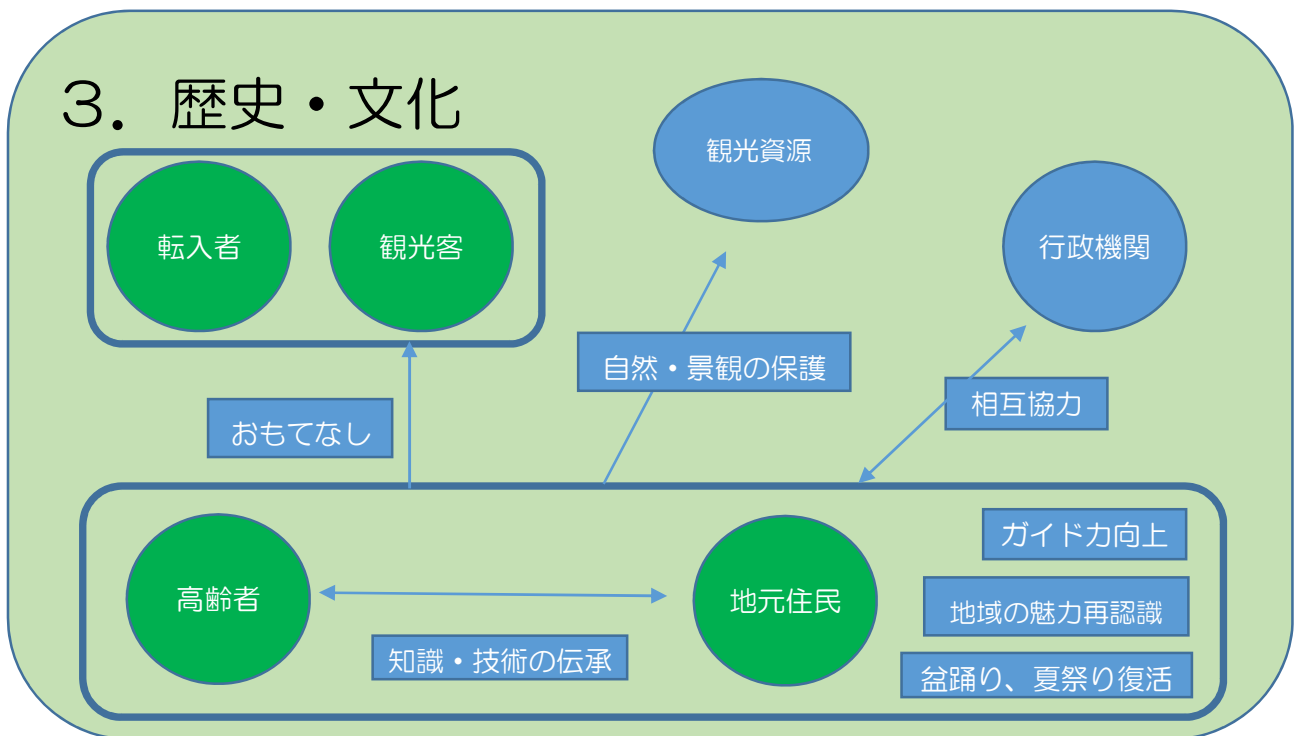 ３．歴史・文化
観光資源
転入者
観光客
行政機関
自然・景観の保護
相互協力
おもてなし
ガイド力向上
高齢者
地元住民
地域の魅力再認識
知識・技術の伝承
盆踊り、夏祭り復活